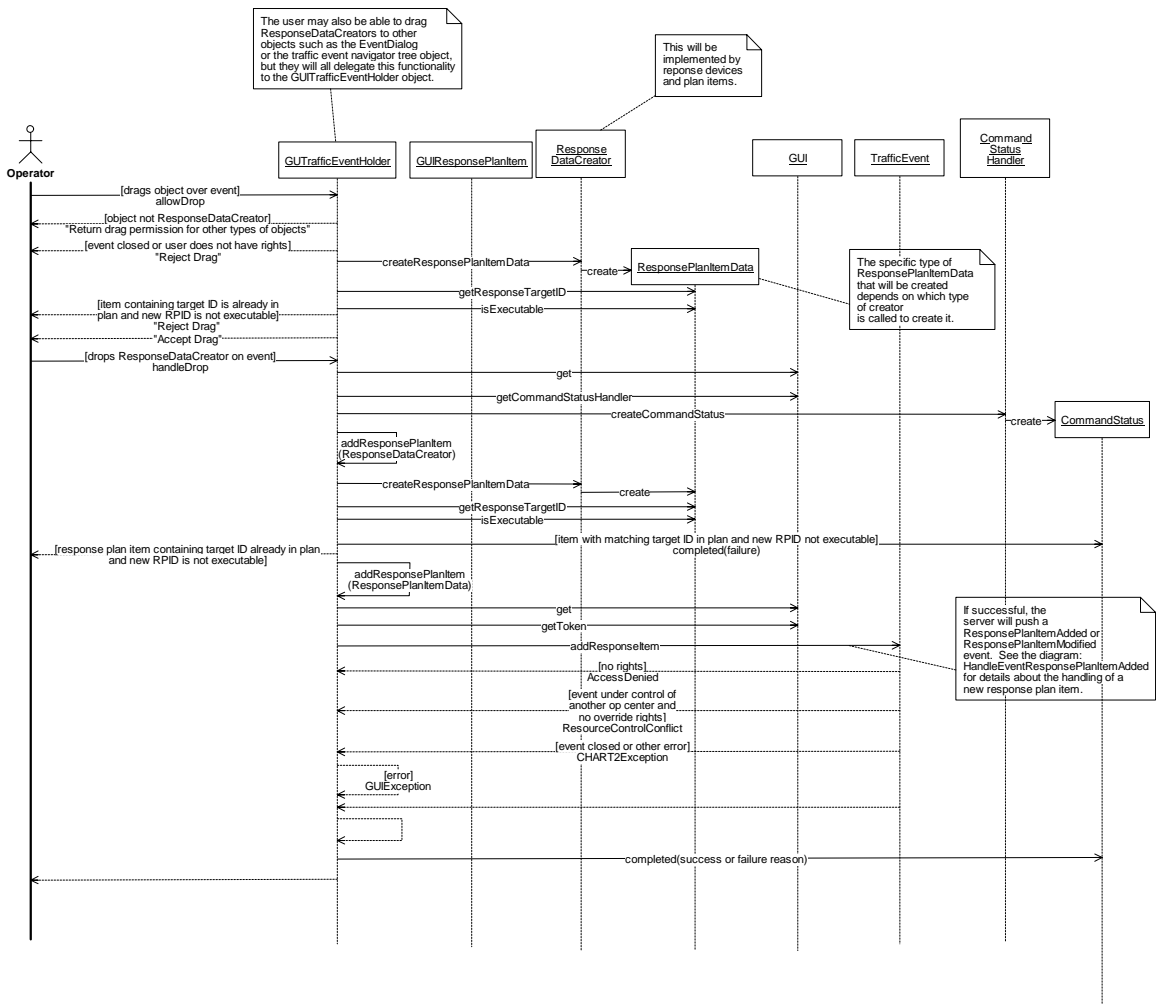 The user may also be able to drag
ResponseDataCreators to other
objects such as the EventDialog
or the traffic event navigator tree object,
but they will all delegate this functionality
to the GUITrafficEventHolder object.
This will be
implemented by
reponse devices
and plan items.
Operator
GUTrafficEventHolder
GUIResponsePlanItem
Response
DataCreator
GUI
TrafficEvent
Command
Status
Handler
[drags object over event]
allowDrop
[object not ResponseDataCreator]
"Return drag permission for other types of objects"
[event closed or user does not have rights]
"Reject Drag"
createResponsePlanItemData
create
ResponsePlanItemData
The specific type of
ResponsePlanItemData
that will be created
depends on which type
of creator
is called to create it.
getResponseTargetID
isExecutable
[item containing target ID is already in
plan and new RPID is not executable]
"Reject Drag"
"Accept Drag"
[drops ResponseDataCreator on event]
handleDrop
get
getCommandStatusHandler
createCommandStatus
create
CommandStatus
addResponsePlanItem
(ResponseDataCreator)
createResponsePlanItemData
create
getResponseTargetID
isExecutable
[item with matching target ID in plan and new RPID not executable]
completed(failure)
[response plan item containing target ID already in plan
and new RPID is not executable]
addResponsePlanItem
(ResponsePlanItemData)
get
getToken
addResponseItem
If successful, the
server will push a
ResponsePlanItemAdded or
ResponsePlanItemModified
event. See the diagram:
HandleEventResponsePlanItemAdded
for details about the handling of a
new response plan item.
[no rights]
AccessDenied
[event under control of
another op center and
no override rights]
ResourceControlConflict
[event closed or other error]
CHART2Exception
[error]
GUIException
completed(success or failure reason)